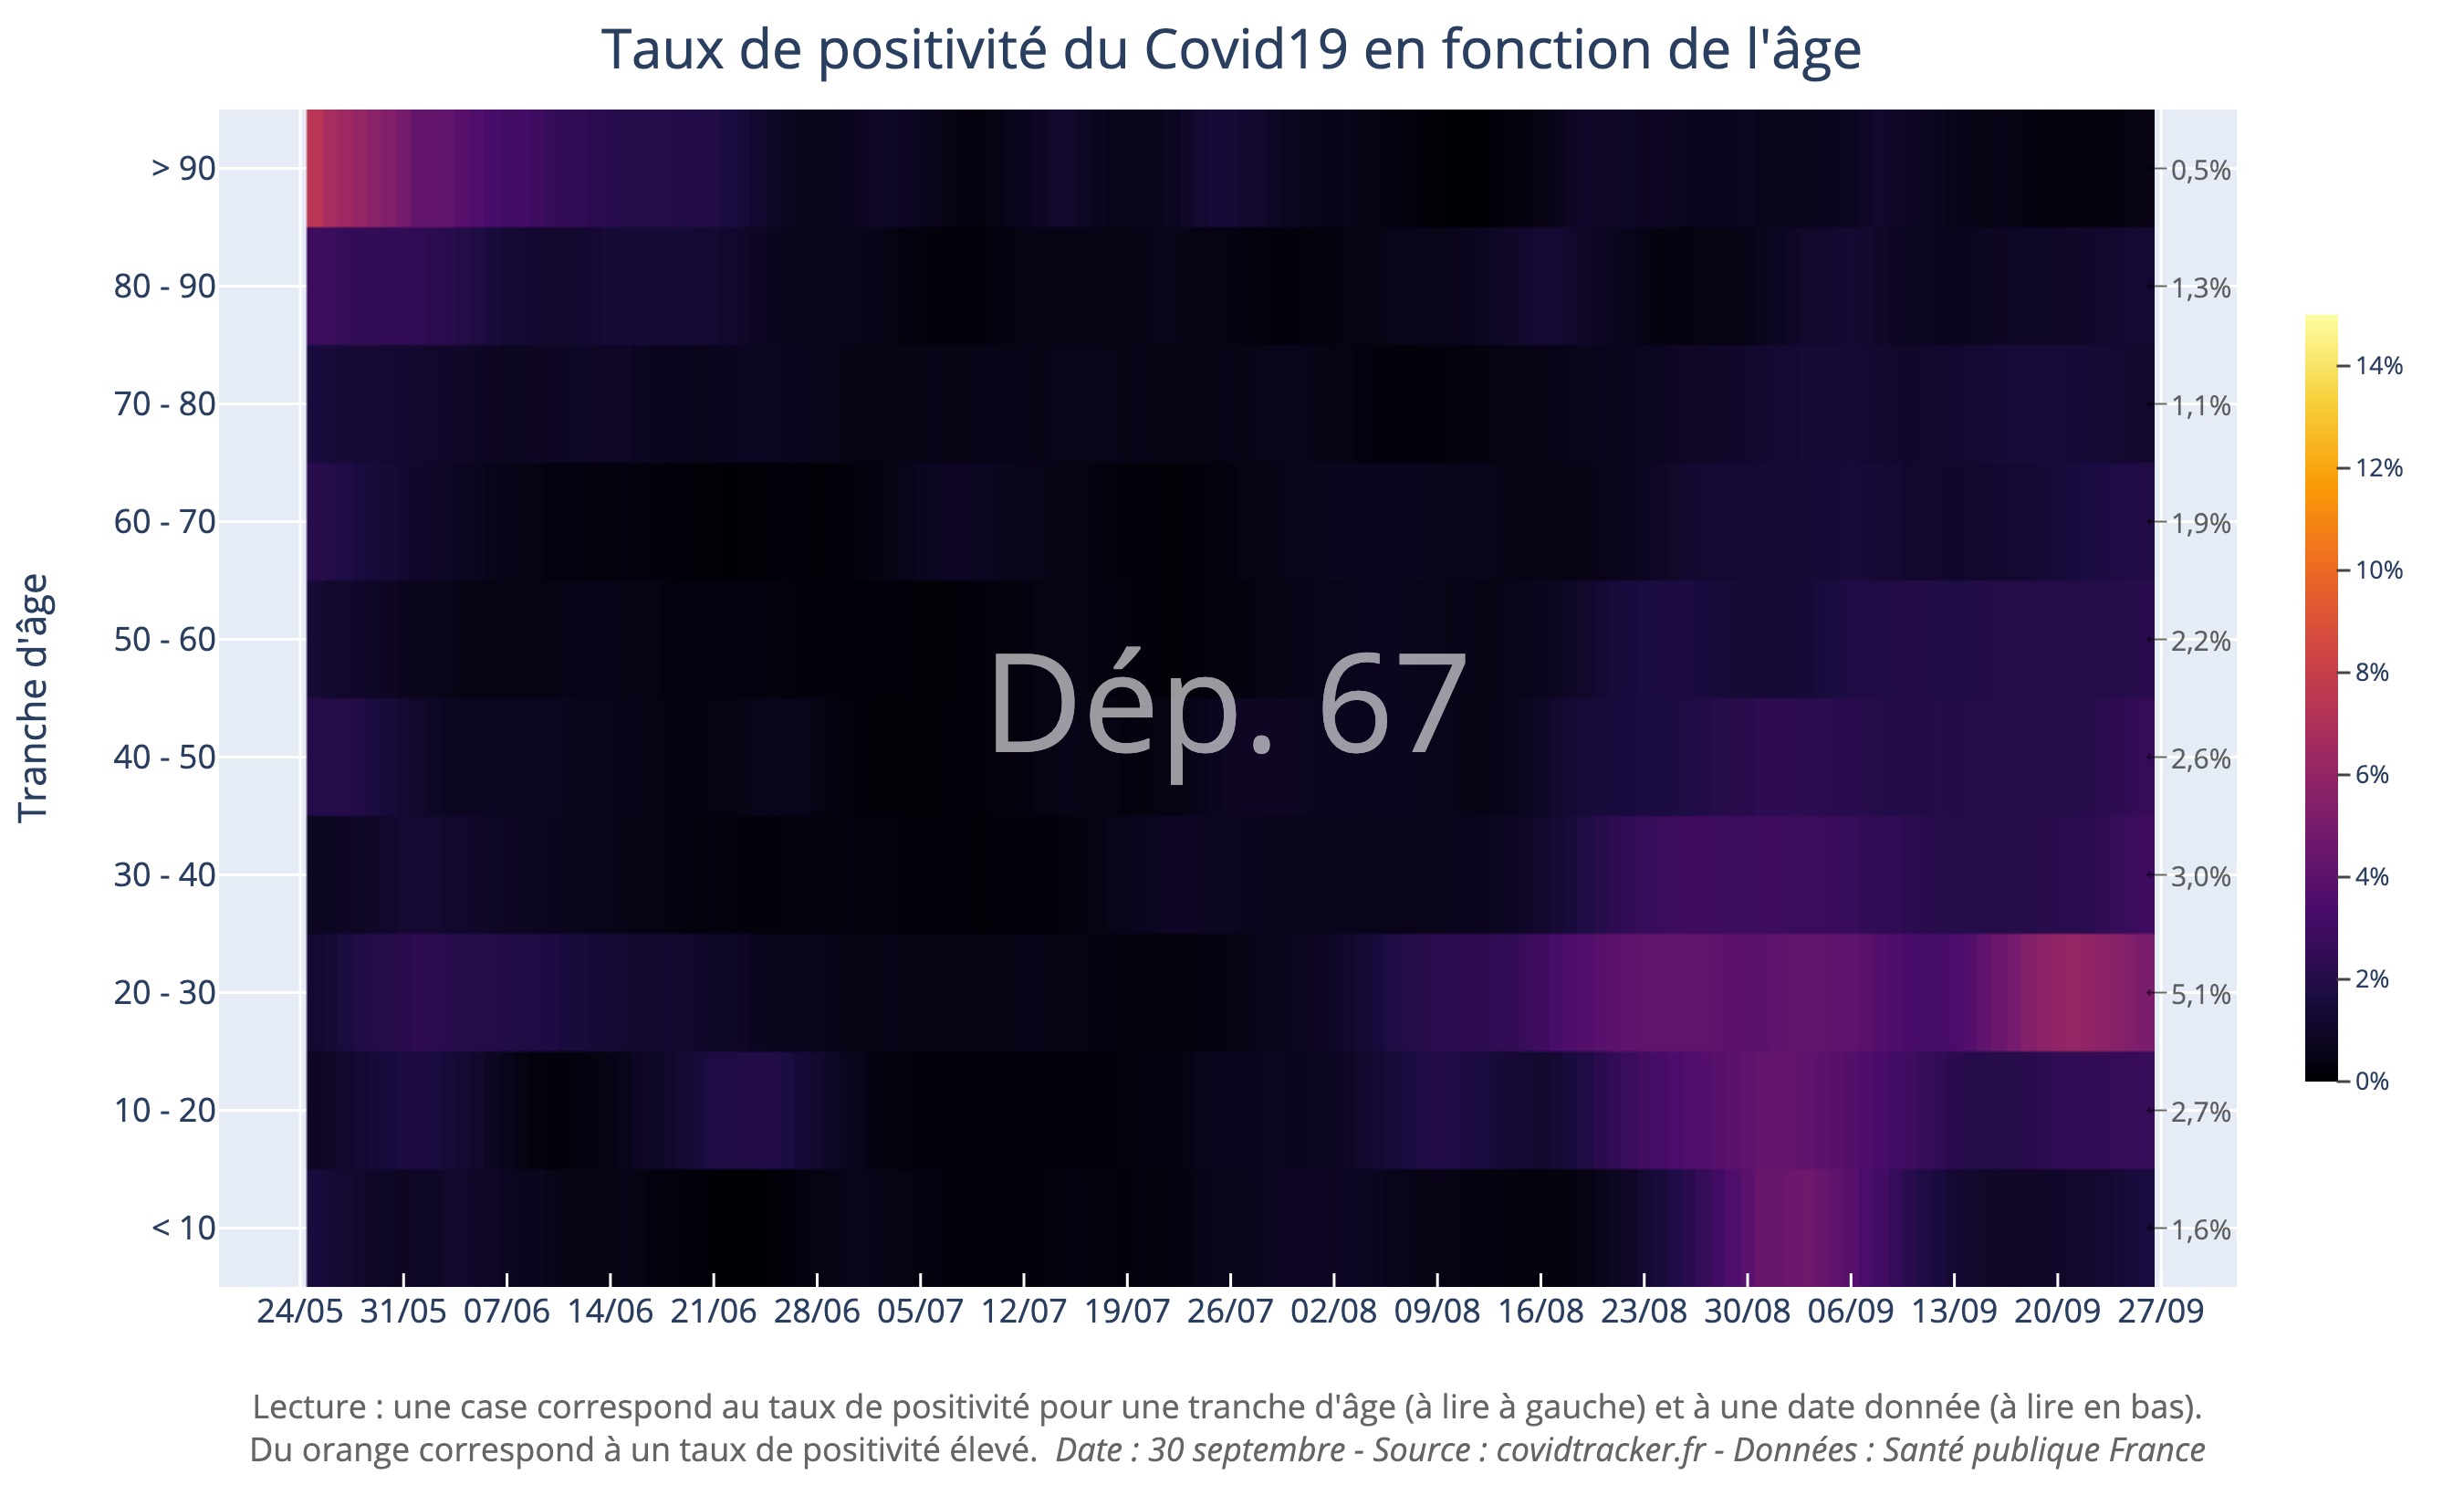 Taux de positivité du Covid19 en fonction de l'âge
Tranche d'âge
> 90
80 - 90
70 - 80
60 - 70
50 - 60
40 - 50
30 - 40
20 - 30
10 - 20
< 10
Dép. 67
0,5%
1,3%
1,1%
1,9%
2,2%
2,6%
3,0%
5,1%
2,7%
1,6%
14%
12%
10%
8%
6%
4%
2%
0%
24/05 31/05 07/06 14/06 21/06 28/06 05/07 12/07 19/07 26/07 02/08 09/08 16/08 23/08 30/08 06/09 13/09 20/09 27/09
Lecture : une case correspond au taux de positivité pour une tranche d'âge (à lire à gauche) et à une date donnée (à lire en bas).
Du orange correspond à un taux de positivité élevé. Date : 30 septembre - Source : covidtracker.fr - Données : Santé publique France